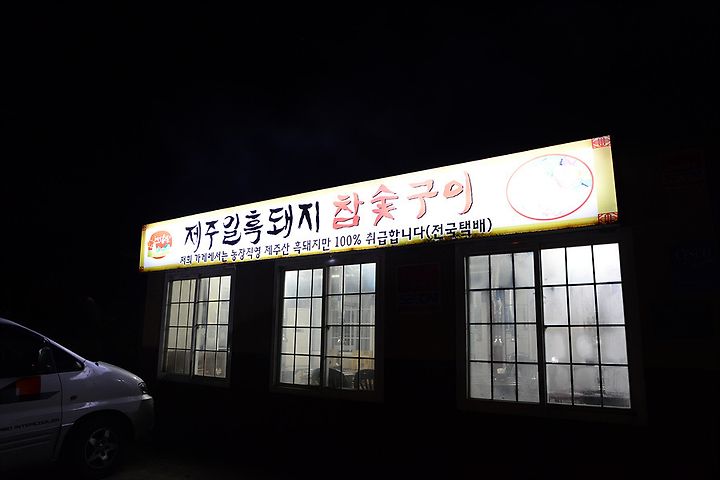 제주일흑돼지 참숯구이
저희 가게에서는 농장직영 제주산 흑돼지만 100% 취급합니다(전국택배)
INTERCOOLER